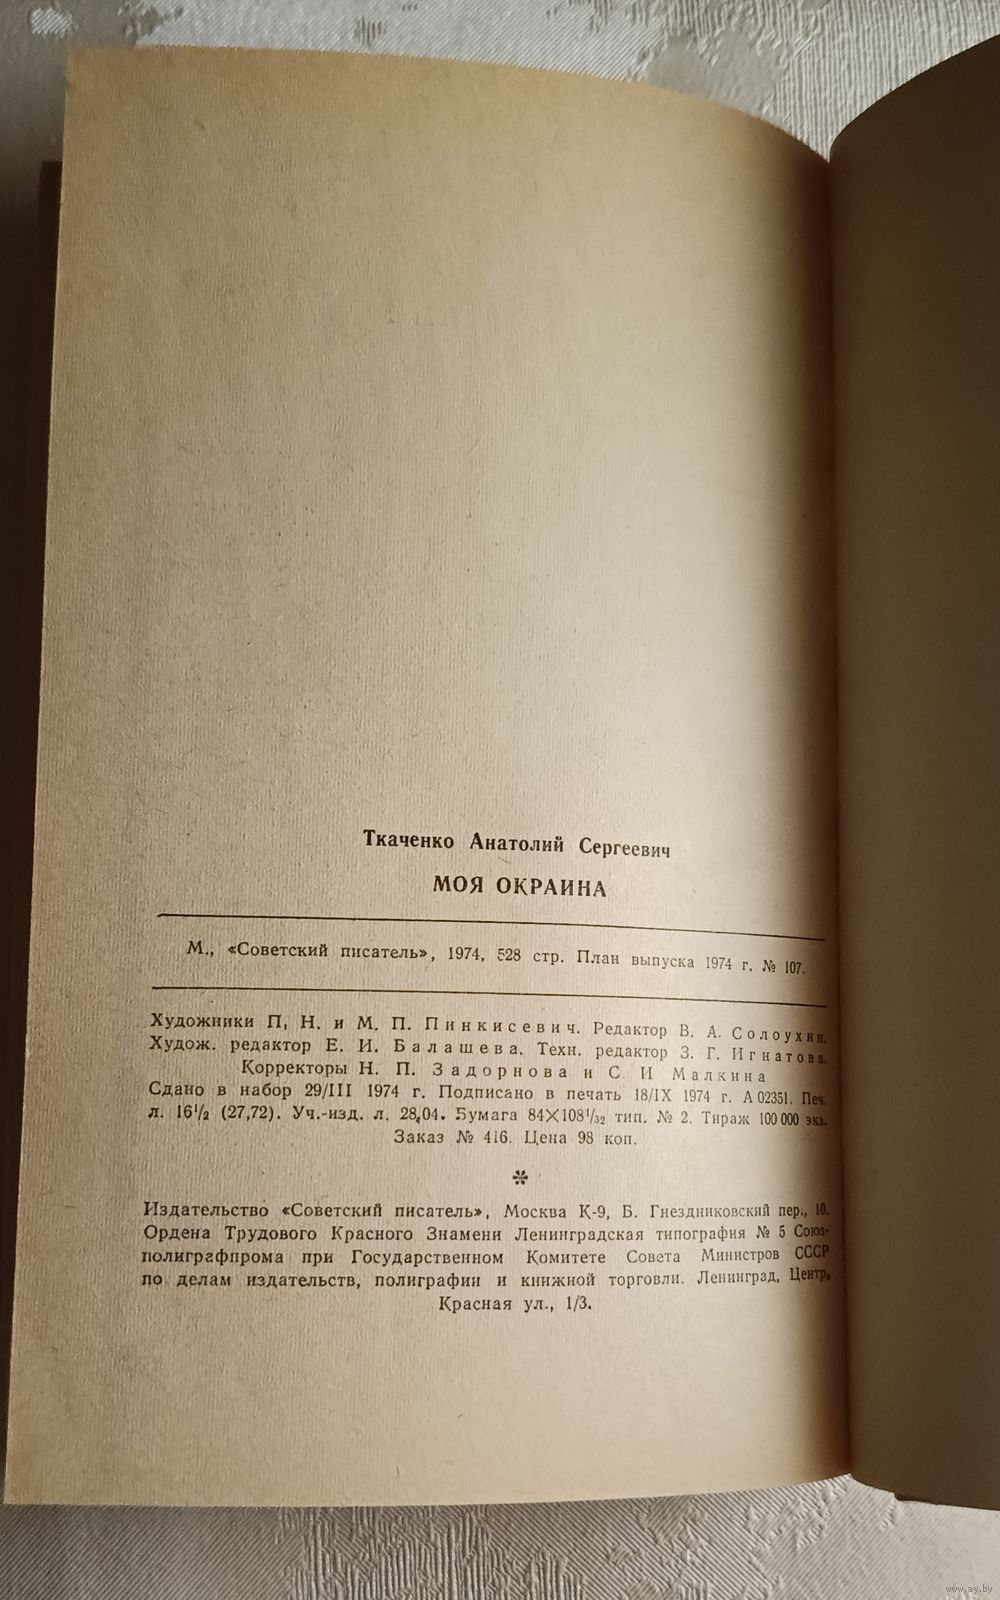 Ткаченко Анатолий Сергеевич
МОЯ ОКРАИНА
М., «Советский писатель», 1974, 528 стр. План выпуска 1974 г. № 107.
Художники П. Н. и М. П. Пинкисевич. Редактор В. А. Солоухин.
Худож. редактор Е. И. Балашева. Техн. редактор З. Г. Игнатова.
Корректоры Н. П. Задорнова и С. И Малкина
Сдано в набор 29/III 1974 г. Подписано в печать 18/IX 1974 г. А 02351. Печ.
л. 16½ (27,72). Уч.-изд. л. 28,04. Бумага 84×108¹/₃₂ тип. № 2. Тираж 100 000 экз.
Заказ № 416. Цена 98 коп.
*
Издательство «Советский писатель», Москва К-9, Б. Гнездниковский пер., 10.
Ордена Трудового Красного Знамени Ленинградская типография № 5 Союз-
полиграфпрома при Государственном Комитете Совета Министров СССР
по делам издательств, полиграфии и книжной торговли. Ленинград, Центр,
Красная ул., 1/3.
www.ay.by